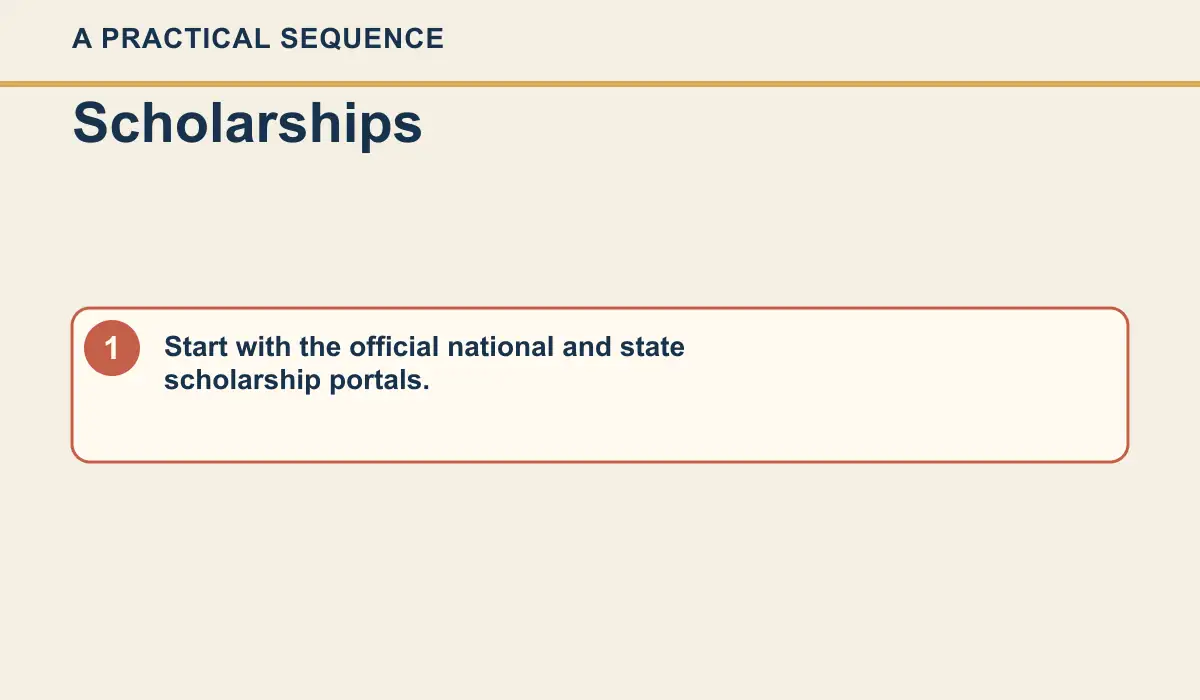 A PRACTICAL SEQUENCE
Scholarships
1
Start with the official national and state
scholarship portals.